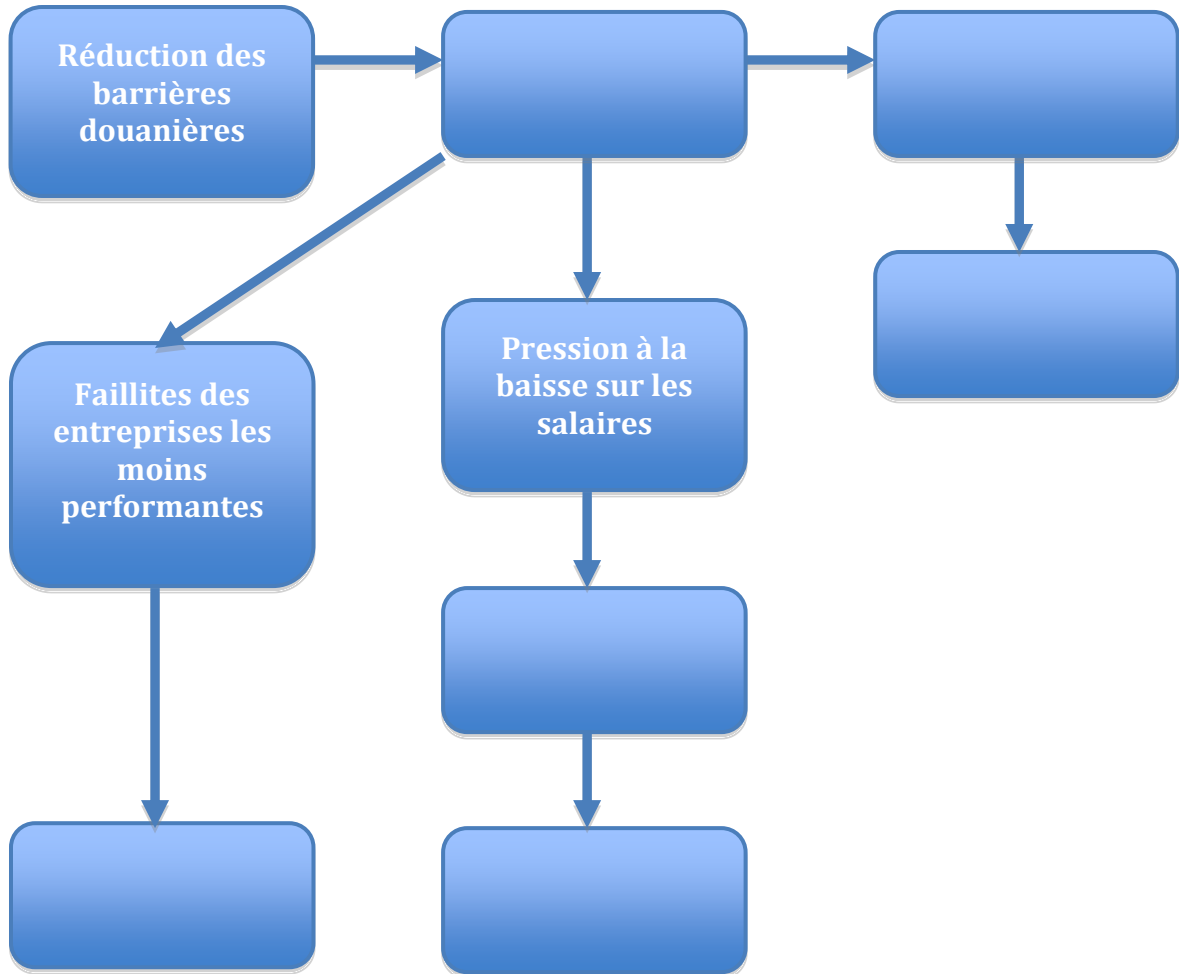 Réduction des
barrières
douanières
Pression à la
baisse sur les
salaires
Faillites des
entreprises les
moins
performantes